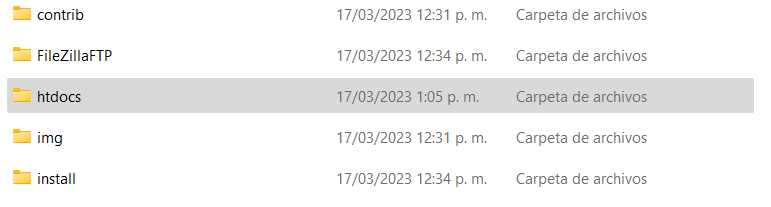 contrib 17/03/2023 12:31 p. m. Carpeta de archivos
FileZillaFTP 17/03/2023 12:34 p. m. Carpeta de archivos
htdocs 17/03/2023 1:05 p. m. Carpeta de archivos
img 17/03/2023 12:31 p. m. Carpeta de archivos
install 17/03/2023 12:34 p. m. Carpeta de archivos